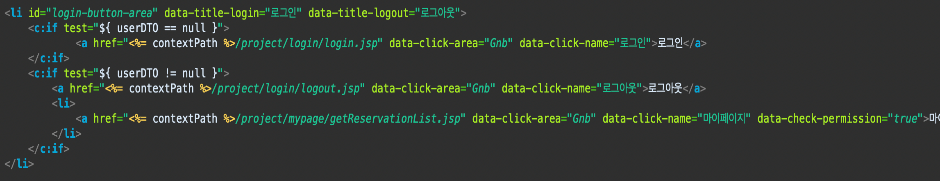 <li id="login-button-area" data-title-login="로그인" data-title-logout="로그아웃">
<c:if test="${ userDTO == null }">
<a href="<%= contextPath %>/project/login/login.jsp" data-click-area="Gnb" data-click-name="로그인">로그인</a>
</c:if>
<c:if test="${ userDTO != null }">
<a href="<%= contextPath %>/project/login/logout.jsp" data-click-area="Gnb" data-click-name="로그아웃">로그아웃</a>
<li>
<a href="<%= contextPath %>/project/mypage/getReservationList.jsp" data-click-area="Gnb" data-click-name="마이페이지" data-check-permission="true">마
</li>
</c:if>
</li>